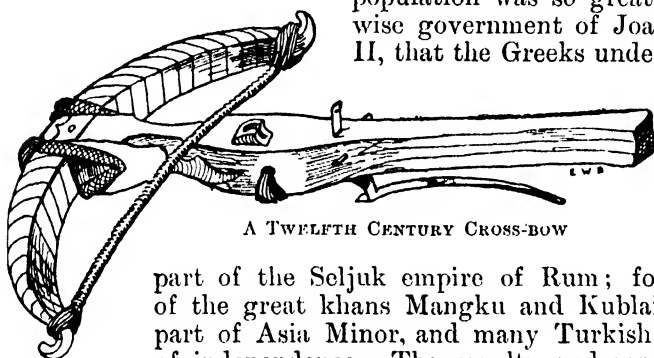 population was so great
wise government of Joa
II, that the Greeks unde
E W B
A TWELFTH CENTURY CROSS-BOW
part of the Seljuk empire of Rum; fo
of the great khans Mangku and Kublai
part of Asia Minor, and many Turkish
of independence. The